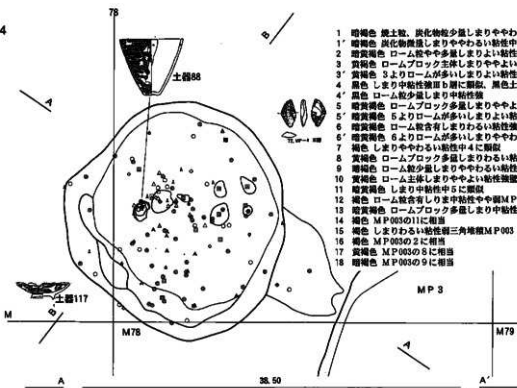 4
78
B
1 暗褐色 焼土粒、炭化物粒少量しまりややわ
1' 暗褐色 炭化物微量しまりややわるい粘性中
2 暗黄褐色 ローム粒やや多量しまりよい粘性
3 黄褐色 ロームブロック主体しまりややよい
3' 黄褐色 3よりロームが多いしまりよい粘性
4 黒色 しまり中粘性強Ⅲb層に類似、黒色土
4' 黒色 ローム粒少量しまり中粘性強
5 暗黄褐色 ロームブロック多量しまりややよ
5' 暗黄褐色 5よりロームが多いしまりよい粘
6 暗褐色 ローム粒含有しまりわるい粘性強
6' 暗褐色 6よりロームが多いしまりわるい粘
7 褐色 しまりややわるい粘性中4に類似
8 黄褐色 ロームブロック多量しまりわるい粘
9 暗褐色 ローム粒少量しまりわるい粘性中
10 黄褐色 ローム主体しまりややよい粘性強
11 暗黄褐色 しまり中粘性中5に類似
12 褐色 ローム粒含有しまり中粘性やや弱MP
13 暗黄褐色 ロームブロック多量しまり中粘性
14 褐色 MP003の11に相当
15 褐色 しまりわるい粘性弱三角堆積MP003
16 褐色 MP003の2に相当
17 黄褐色 MP003の8に相当
18 暗褐色 MP003の9に相当
土器88
A
土器117
B
MP 3
M
M78
M79
A
A
38.50
A'